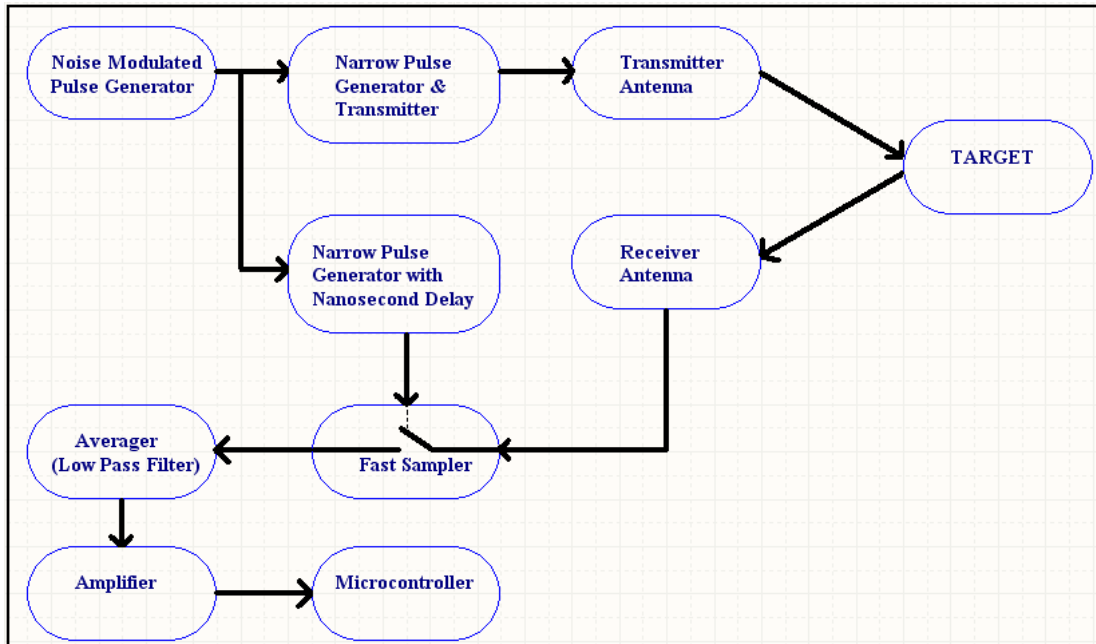 Noise Modulated
Pulse Generator
Narrow Pulse
Generator &
Transmitter
Transmitter
Antenna
TARGET
Narrow Pulse
Generator with
Nanosecond Delay
Receiver
Antenna
Averager
(Low Pass Filter)
Fast Sampler
Amplifier
Microcontroller